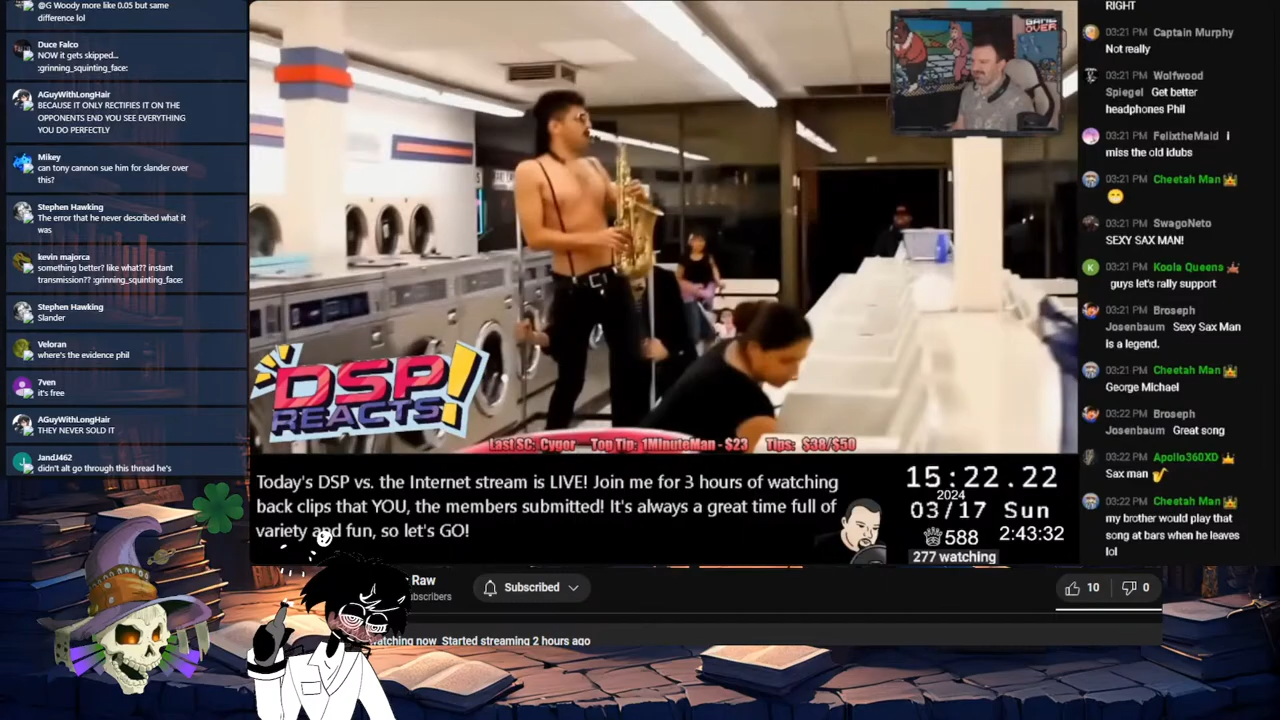 @G Woody more like 0.05 but same
difference lol
Duce Falco
NOW it gets skipped...
:grinning_squinting_face:
AGuyWithLongHair
BECAUSE IT ONLY RECTIFIES IT ON THE
OPPONENTS END YOU SEE EVERYTHING
YOU DO PERFECTLY
Mikey
can tony cannon sue him for slander over
this?
Stephen Hawking
The error that he never described what it
was
kevin majorca
something better? like what?? instant
transmission?? :grinning_squinting_face:
Stephen Hawking
Slander
Veloran
where's the evidence phil
7ven
it's free
AGuyWithLongHair
THEY NEVER SOLD IT
JandJ462
didn't alt go through this thread he's
GAME
OVER
DSP!
REACTS
Last SC: Cygor—Top Tip: 1MinuteMan - $23 Tips: $38/$50
Today's DSP vs. the Internet stream is LIVE! Join me for 3 hours of watching
back clips that YOU, the members submitted! It's always a great time full of
variety and fun, so let's GO!
15:22.22
2024
03/17 Sun
588
2:43:32
277 watching
Raw
Subscribed
10
0
watching now Started streaming 2 hours ago
RIGHT
03:21 PM Captain Murphy
Not really
03:21 PM Wolfwood
Spiegel Get better
headphones Phil
03:21 PM FelixtheMaid i
miss the old idubs
03:21 PM Cheetah Man
😁
03:21 PM SwagoNeto
SEXY SAX MAN!
03:21 PM Koola Queens
guys let's rally support
03:21 PM Broseph
Josenbaum Sexy Sax Man
is a legend.
03:21 PM Cheetah Man
George Michael
03:22 PM Broseph
Josenbaum Great song
03:22 PM Apollo360XD
Sax man 🎷
03:22 PM Cheetah Man
my brother would play that
song at bars when he leaves
lol